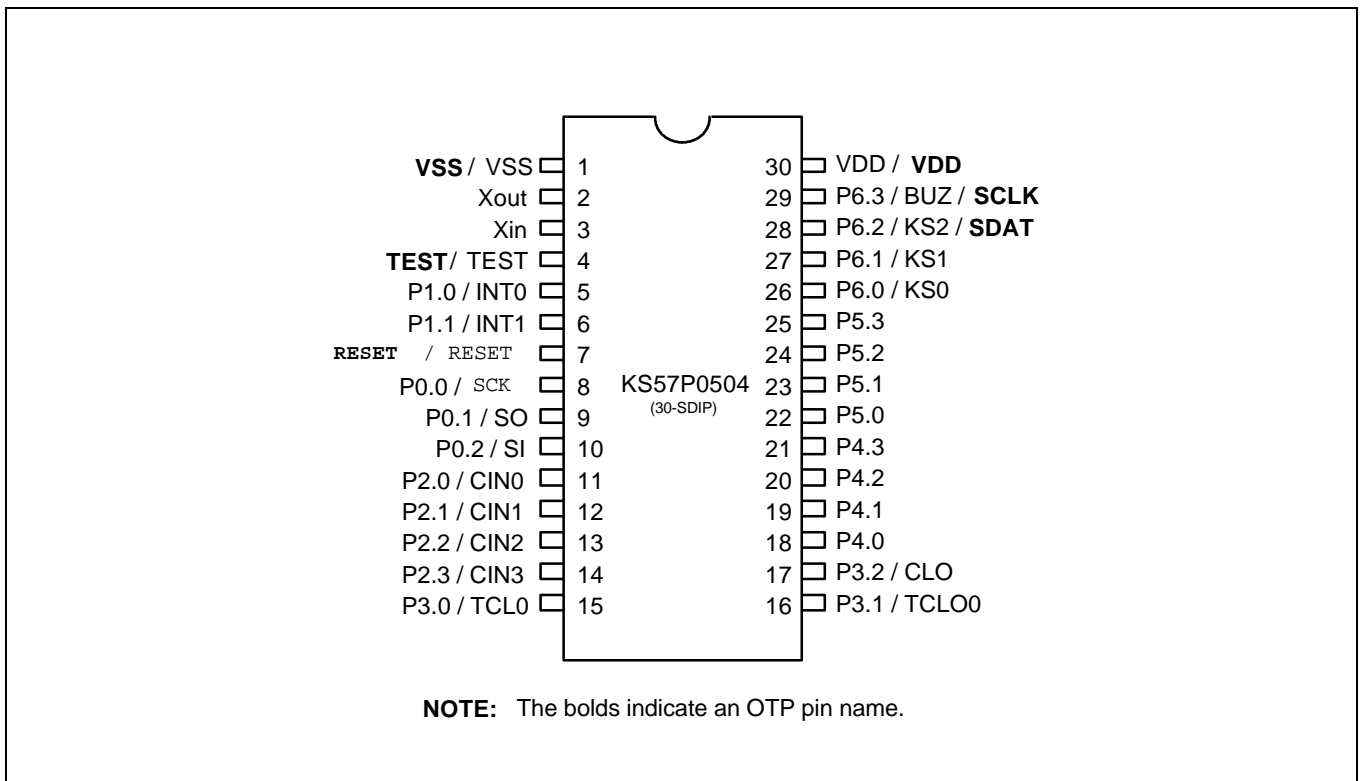 VSS / VSS 1
Xout 2
Xin 3
TEST / TEST 4
P1.0 / INT0 5
P1.1 / INT1 6
RESET / RESET 7
P0.0 / SCK 8
P0.1 / SO 9
P0.2 / SI 10
P2.0 / CIN0 11
P2.1 / CIN1 12
P2.2 / CIN2 13
P2.3 / CIN3 14
P3.0 / TCL0 15
KS57P0504
(30-SDIP)
30 VDD / VDD
29 P6.3 / BUZ / SCLK
28 P6.2 / KS2 / SDAT
27 P6.1 / KS1
26 P6.0 / KS0
25 P5.3
24 P5.2
23 P5.1
22 P5.0
21 P4.3
20 P4.2
19 P4.1
18 P4.0
17 P3.2 / CLO
16 P3.1 / TCLO0
NOTE: The bolds indicate an OTP pin name.